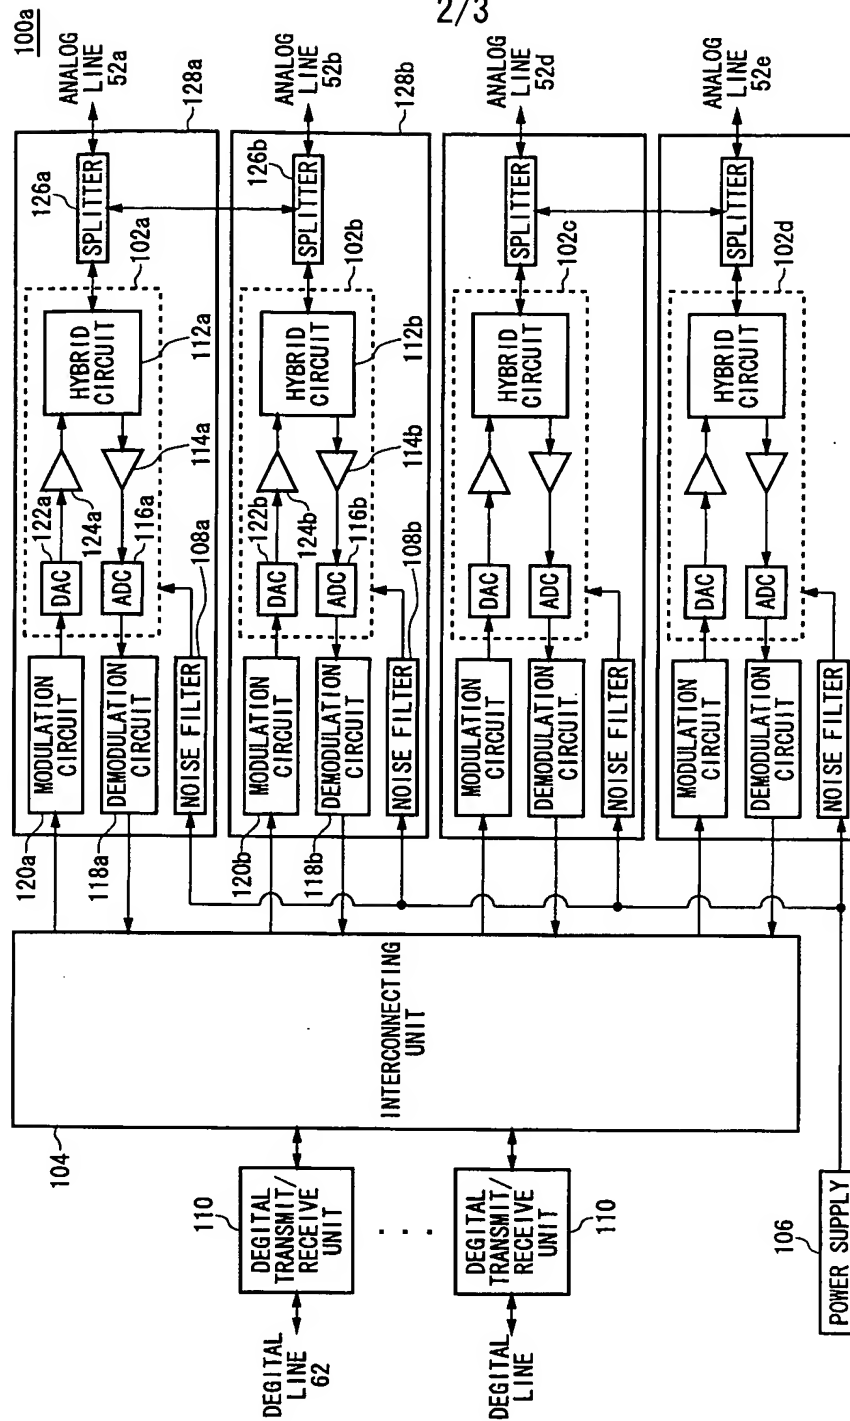 2/3
100a
ANALOG
LINE
52a
128a
126a
SPLITTER
102a
HYBRID
CIRCUIT
112a
114a
124a
122a
DAC
116a
ADC
108a
MODULATION
CIRCUIT
DEMODULATION
CIRCUIT
NOISE FILTER
120a
118a
ANALOG
LINE
52b
128b
126b
SPLITTER
102b
HYBRID
CIRCUIT
112b
114b
124b
122b
DAC
116b
ADC
108b
MODULATION
CIRCUIT
DEMODULATION
CIRCUIT
NOISE FILTER
120b
118b
ANALOG
LINE
52d
SPLITTER
102c
HYBRID
CIRCUIT
DAC
ADC
MODULATION
CIRCUIT
DEMODULATION
CIRCUIT
NOISE FILTER
ANALOG
LINE
52e
SPLITTER
102d
HYBRID
CIRCUIT
DAC
ADC
MODULATION
CIRCUIT
DEMODULATION
CIRCUIT
NOISE FILTER
INTERCONNECTING
UNIT
104
110
DEGITAL
TRANSMIT/
RECEIVE
UNIT
DEGITAL
LINE
62
. . .
DEGITAL
TRANSMIT/
RECEIVE
UNIT
110
DEGITAL
LINE
106
POWER SUPPLY